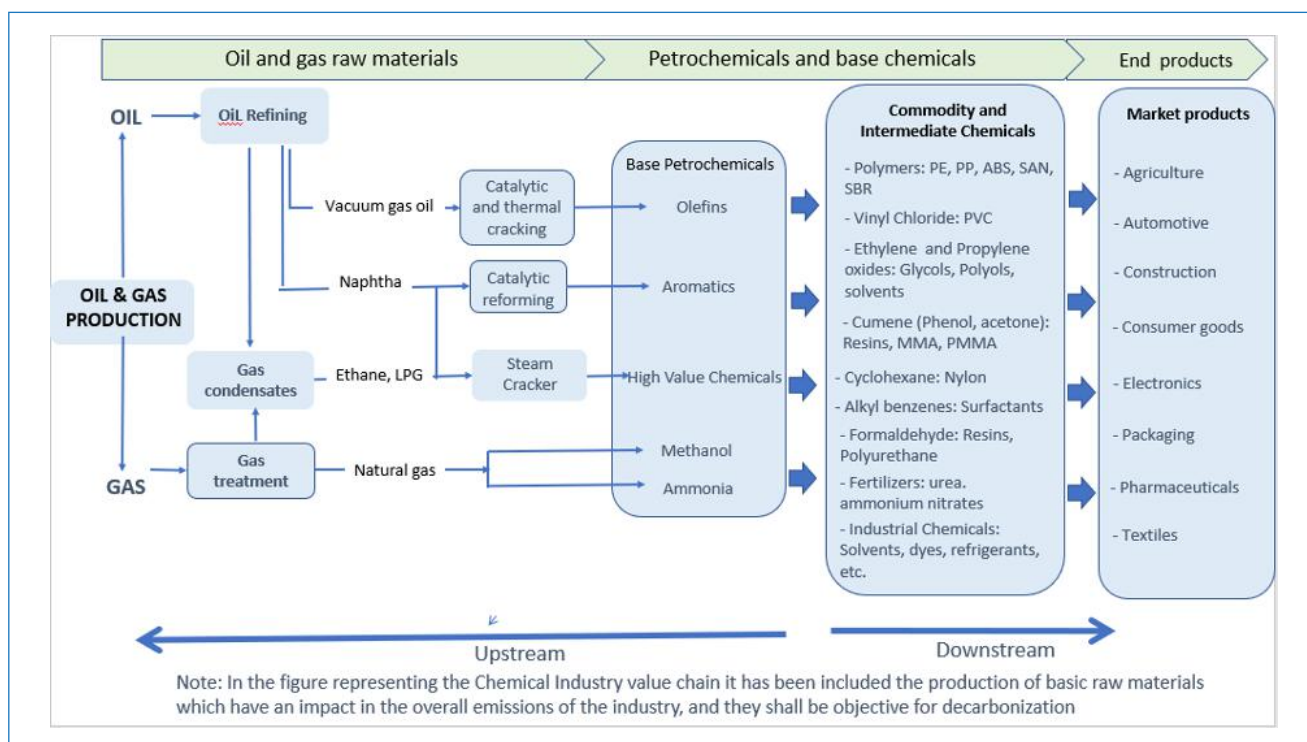 Oil and gas raw materials
Petrochemicals and base chemicals
End products
OIL
OiL Refining
Vacuum gas oil
Catalytic
and thermal
cracking
Naphtha
Catalytic
reforming
OIL & GAS
PRODUCTION
Gas
condensates
Ethane, LPG
Steam
Cracker
GAS
Gas
treatment
Natural gas
Base Petrochemicals
Olefins
Aromatics
High Value Chemicals
Methanol
Ammonia
Commodity and
Intermediate Chemicals
- Polymers: PE, PP, ABS, SAN,
SBR
- Vinyl Chloride: PVC
- Ethylene and Propylene
oxides: Glycols, Polyols,
solvents
- Cumene (Phenol, acetone):
Resins, MMA, PMMA
- Cyclohexane: Nylon
- Alkyl benzenes: Surfactants
- Formaldehyde: Resins,
Polyurethane
- Fertilizers: urea.
ammonium nitrates
- Industrial Chemicals:
Solvents, dyes, refrigerants,
etc.
Market products
- Agriculture
- Automotive
- Construction
- Consumer goods
- Electronics
- Packaging
- Pharmaceuticals
- Textiles
Upstream
Downstream
Note: In the figure representing the Chemical Industry value chain it has been included the production of basic raw materials
which have an impact in the overall emissions of the industry, and they shall be objective for decarbonization